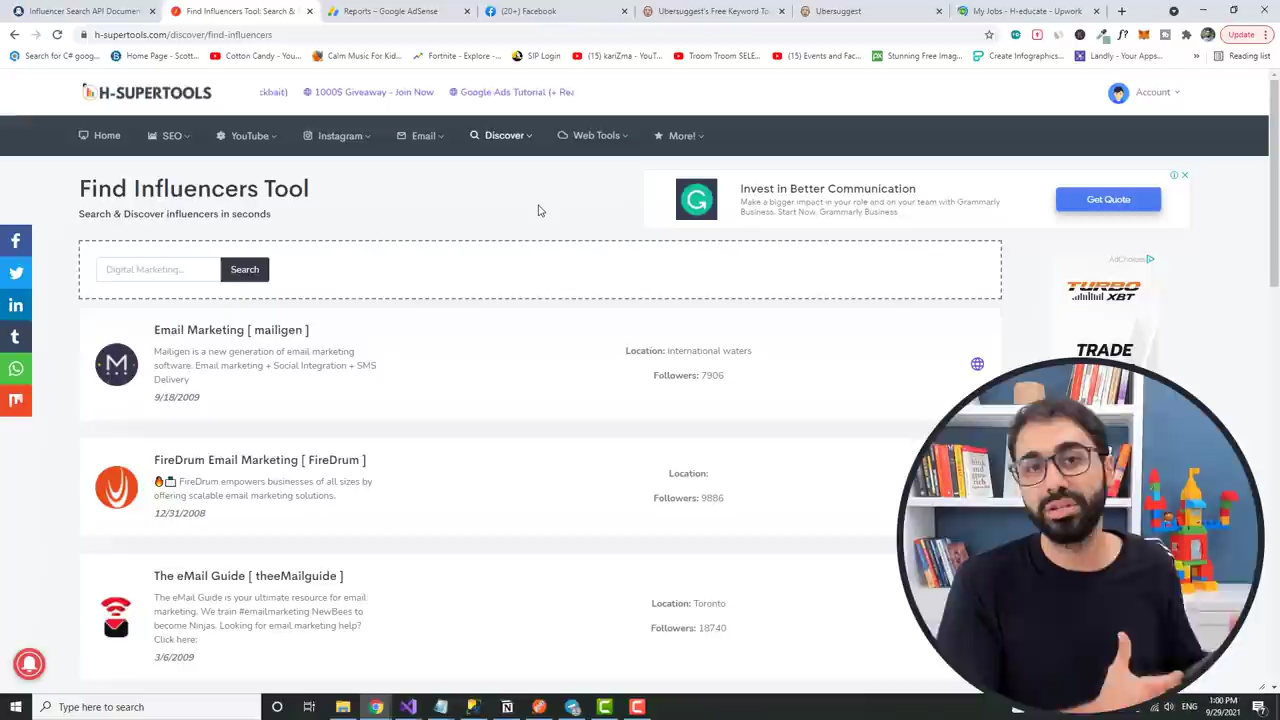 Influencer Search | D
Find Influencers Tool: Search &
Reports – Google AdSense
(20+) Facebook
Ubersuggest's Free Keyword To
Ubersuggest
My Jobs - H-educate - Upwork
h-supertools.com/discover/find-influencers
Update
Search for C# goog...
Home Page - Scott...
Cotton Candy - You...
Calm Music For Kid...
Fortnite - Explore...
SIP Login
(15) kariZma - YouT...
Troom Troom SELE...
(15) Events and Fac...
Stunning Free Imag...
Create Infographics...
Landly - Your Apps...
Reading list
H-SUPERTOOLS
ckbait)
1000$ Giveaway - Join Now
Google Ads Tutorial (+ Rea
Account
Home
SEO
YouTube
Instagram
Email
Discover
Web Tools
More!
Find Influencers Tool
Search & Discover influencers in seconds
Invest in Better Communication
Make a bigger impact in your role and on your team with Grammarly
Business. Start Now, Grammarly Business.
Get Quote
Digital Marketing...
Search
AdChoices
TURBO
XBT
TRADE
Email Marketing [ mailigen ]
Mailigen is a new generation of email marketing
software. Email marketing + Social Integration + SMS
Delivery
9/18/2009
Location: international waters
Followers: 7906
FireDrum Email Marketing [ FireDrum ]
FireDrum empowers businesses of all sizes by
offering scalable email marketing solutions.
12/31/2008
Location:
Followers: 9886
The eMail Guide [ theeMailguide ]
The eMail Guide is your ultimate resource for email
marketing. We train #emailmarketing NewBees to
become Ninjas. Looking for email marketing help?
Click here:
3/6/2009
Location: Toronto
Followers: 18740
Type here to search
ENG
1:00 PM
9/29/2021